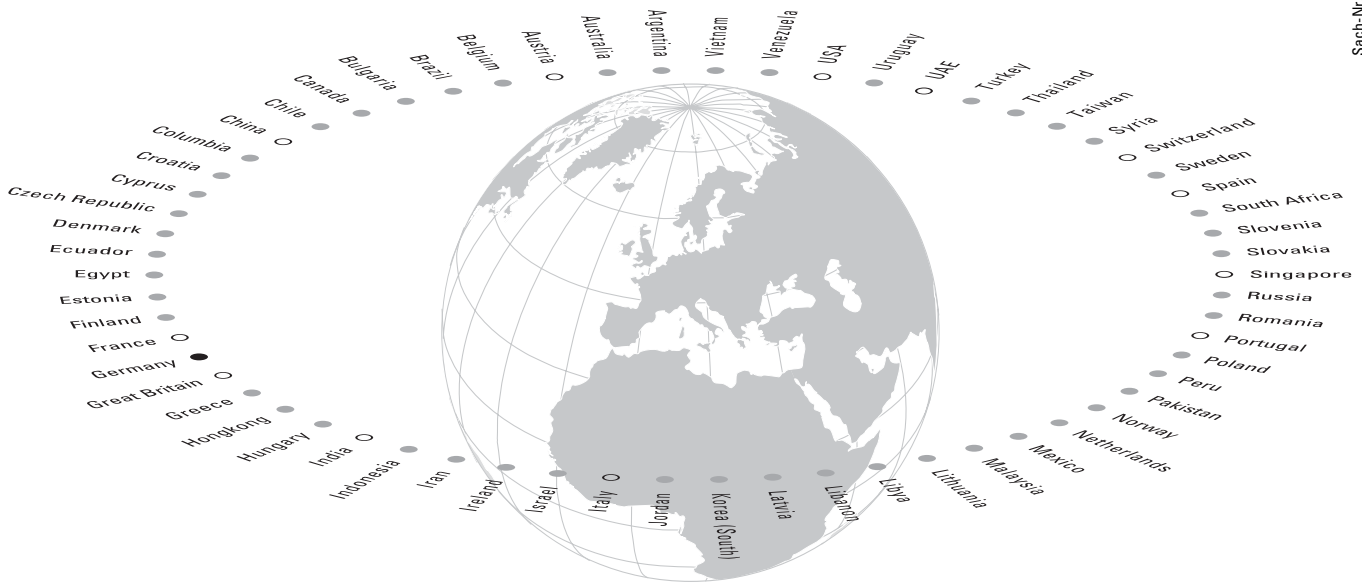 Argentina
Australia
Austria
Belgium
Brazil
Bulgaria
Canada
Chile
China
Columbia
Croatia
Cyprus
Czech Republic
Denmark
Ecuador
Egypt
Estonia
Finland
France
Germany
Great Britain
Greece
Hongkong
Hungary
India
Indonesia
Iran
Ireland
Israel
Italy
Jordan
Korea (South)
Latvia
Libanon
Libya
Lithuania
Malaysia
Mexico
Netherlands
Norway
Pakistan
Peru
Poland
Portugal
Romania
Russia
Singapore
Slovakia
Slovenia
South Africa
Spain
Sweden
Switzerland
Syria
Taiwan
Thailand
Turkey
UAE
Uruguay
USA
Venezuela
Vietnam
Sach-Nr